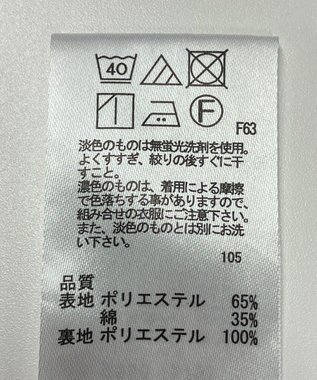 40
F
F63
淡色のものは無蛍光洗剤を使用。
よくすすぎ、絞りの後すぐに干
すこと。
濃色のものは、着用による摩擦
で色落ちする事がありますので、
組み合せの衣服にご注意下さい。
また、淡色のものとは別にお洗
い下さい。
105
品質
表地 ポリエステル 65%
綿 35%
裏地 ポリエステル 100%